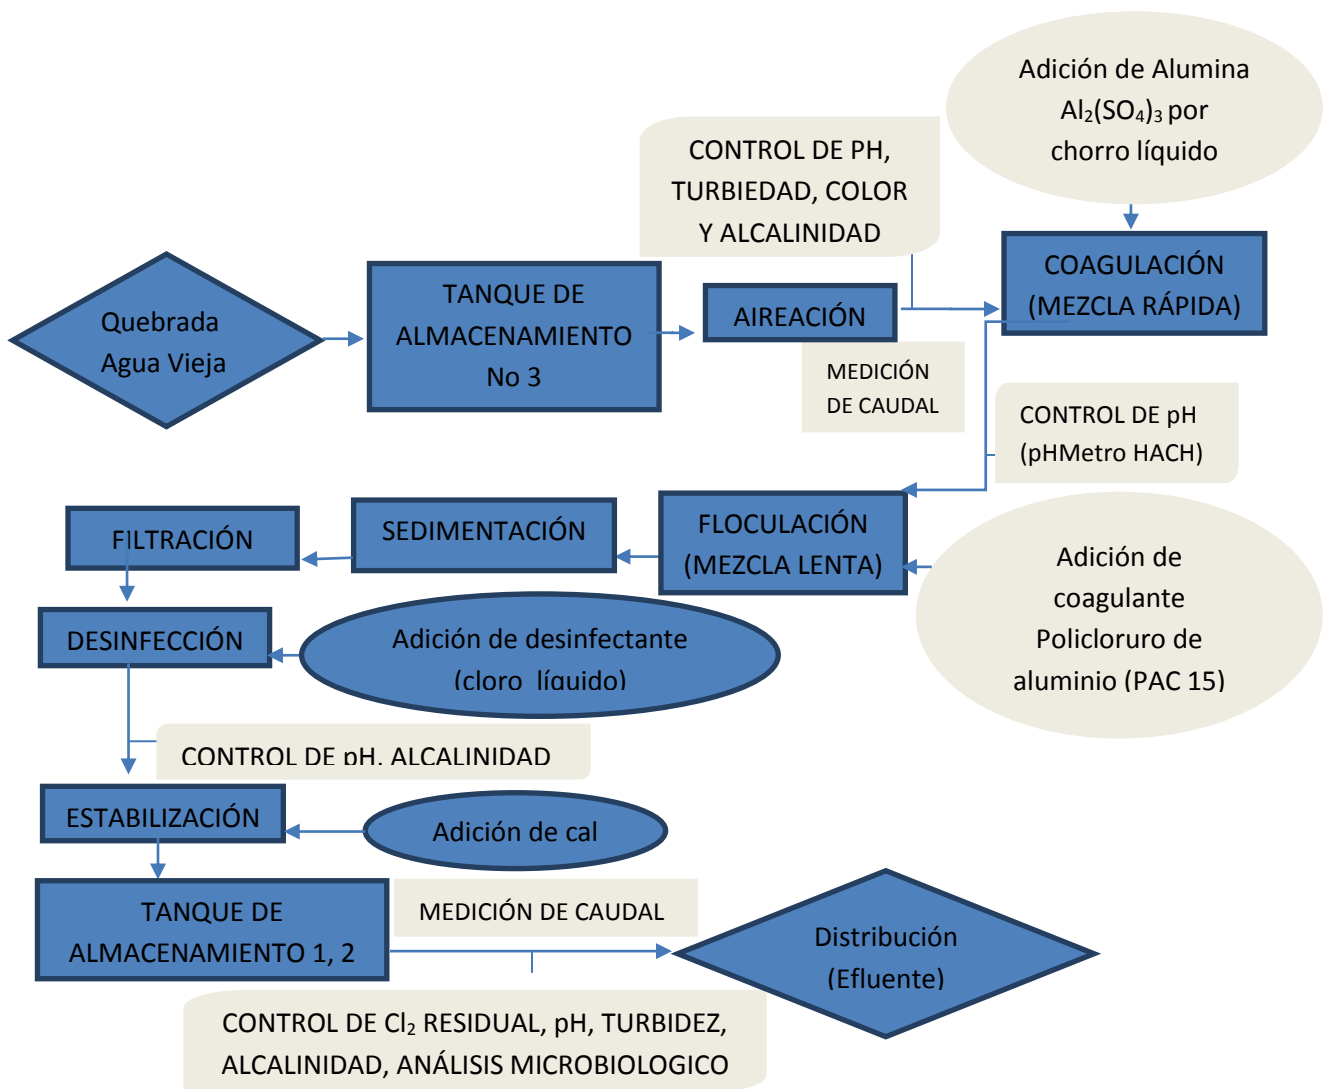 Adición de Alumina
Al₂(SO₄)₃ por
chorro líquido
CONTROL DE PH,
TURBIEDAD, COLOR
Y ALCALINIDAD
Quebrada
Agua Vieja
TANQUE DE
ALMACENAMIENTO
No 3
AIREACIÓN
COAGULACIÓN
(MEZCLA RÁPIDA)
MEDICIÓN
DE CAUDAL
CONTROL DE pH
(pHMetro HACH)
FILTRACIÓN
SEDIMENTACIÓN
FLOCULACIÓN
(MEZCLA LENTA)
Adición de
coagulante
Policloruro de
aluminio (PAC 15)
DESINFECCIÓN
Adición de desinfectante
(cloro líquido)
CONTROL DE pH, ALCALINIDAD
ESTABILIZACIÓN
Adición de cal
TANQUE DE
ALMACENAMIENTO 1, 2
MEDICIÓN DE CAUDAL
Distribución
(Efluente)
CONTROL DE Cl₂ RESIDUAL, pH, TURBIDEZ,
ALCALINIDAD, ANÁLISIS MICROBIOLOGICO